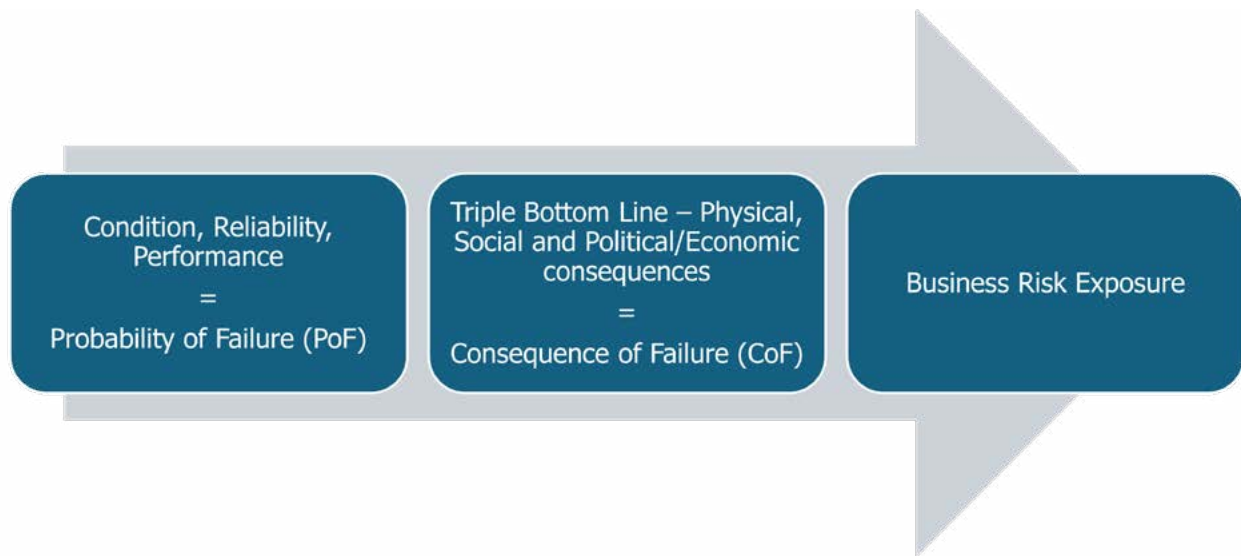 Condition, Reliability,
Performance
=
Probability of Failure (PoF)
Triple Bottom Line – Physical,
Social and Political/Economic
consequences
=
Consequence of Failure (CoF)
Business Risk Exposure